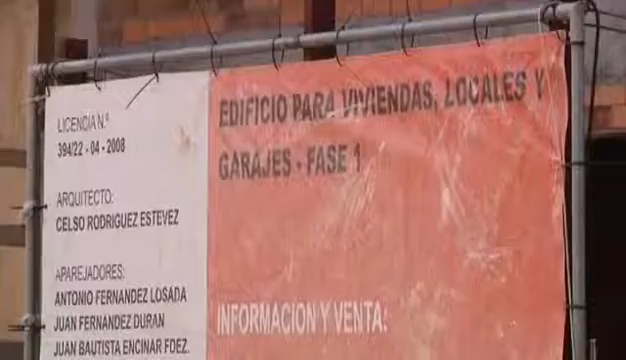 LICENCIA N.º
394/22 - 04 - 2008
ARQUITECTO:
CELSO RODRIGUEZ ESTEVEZ
APAREJADORES:
ANTONIO FERNANDEZ LOSADA
JUAN FERNANDEZ DURAN
JUAN BAUTISTA ENCINAR FDEZ.
EDIFICIO PARA VIVIENDAS, LOCALES Y
GARAJES - FASE 1
INFORMACION Y VENTA: